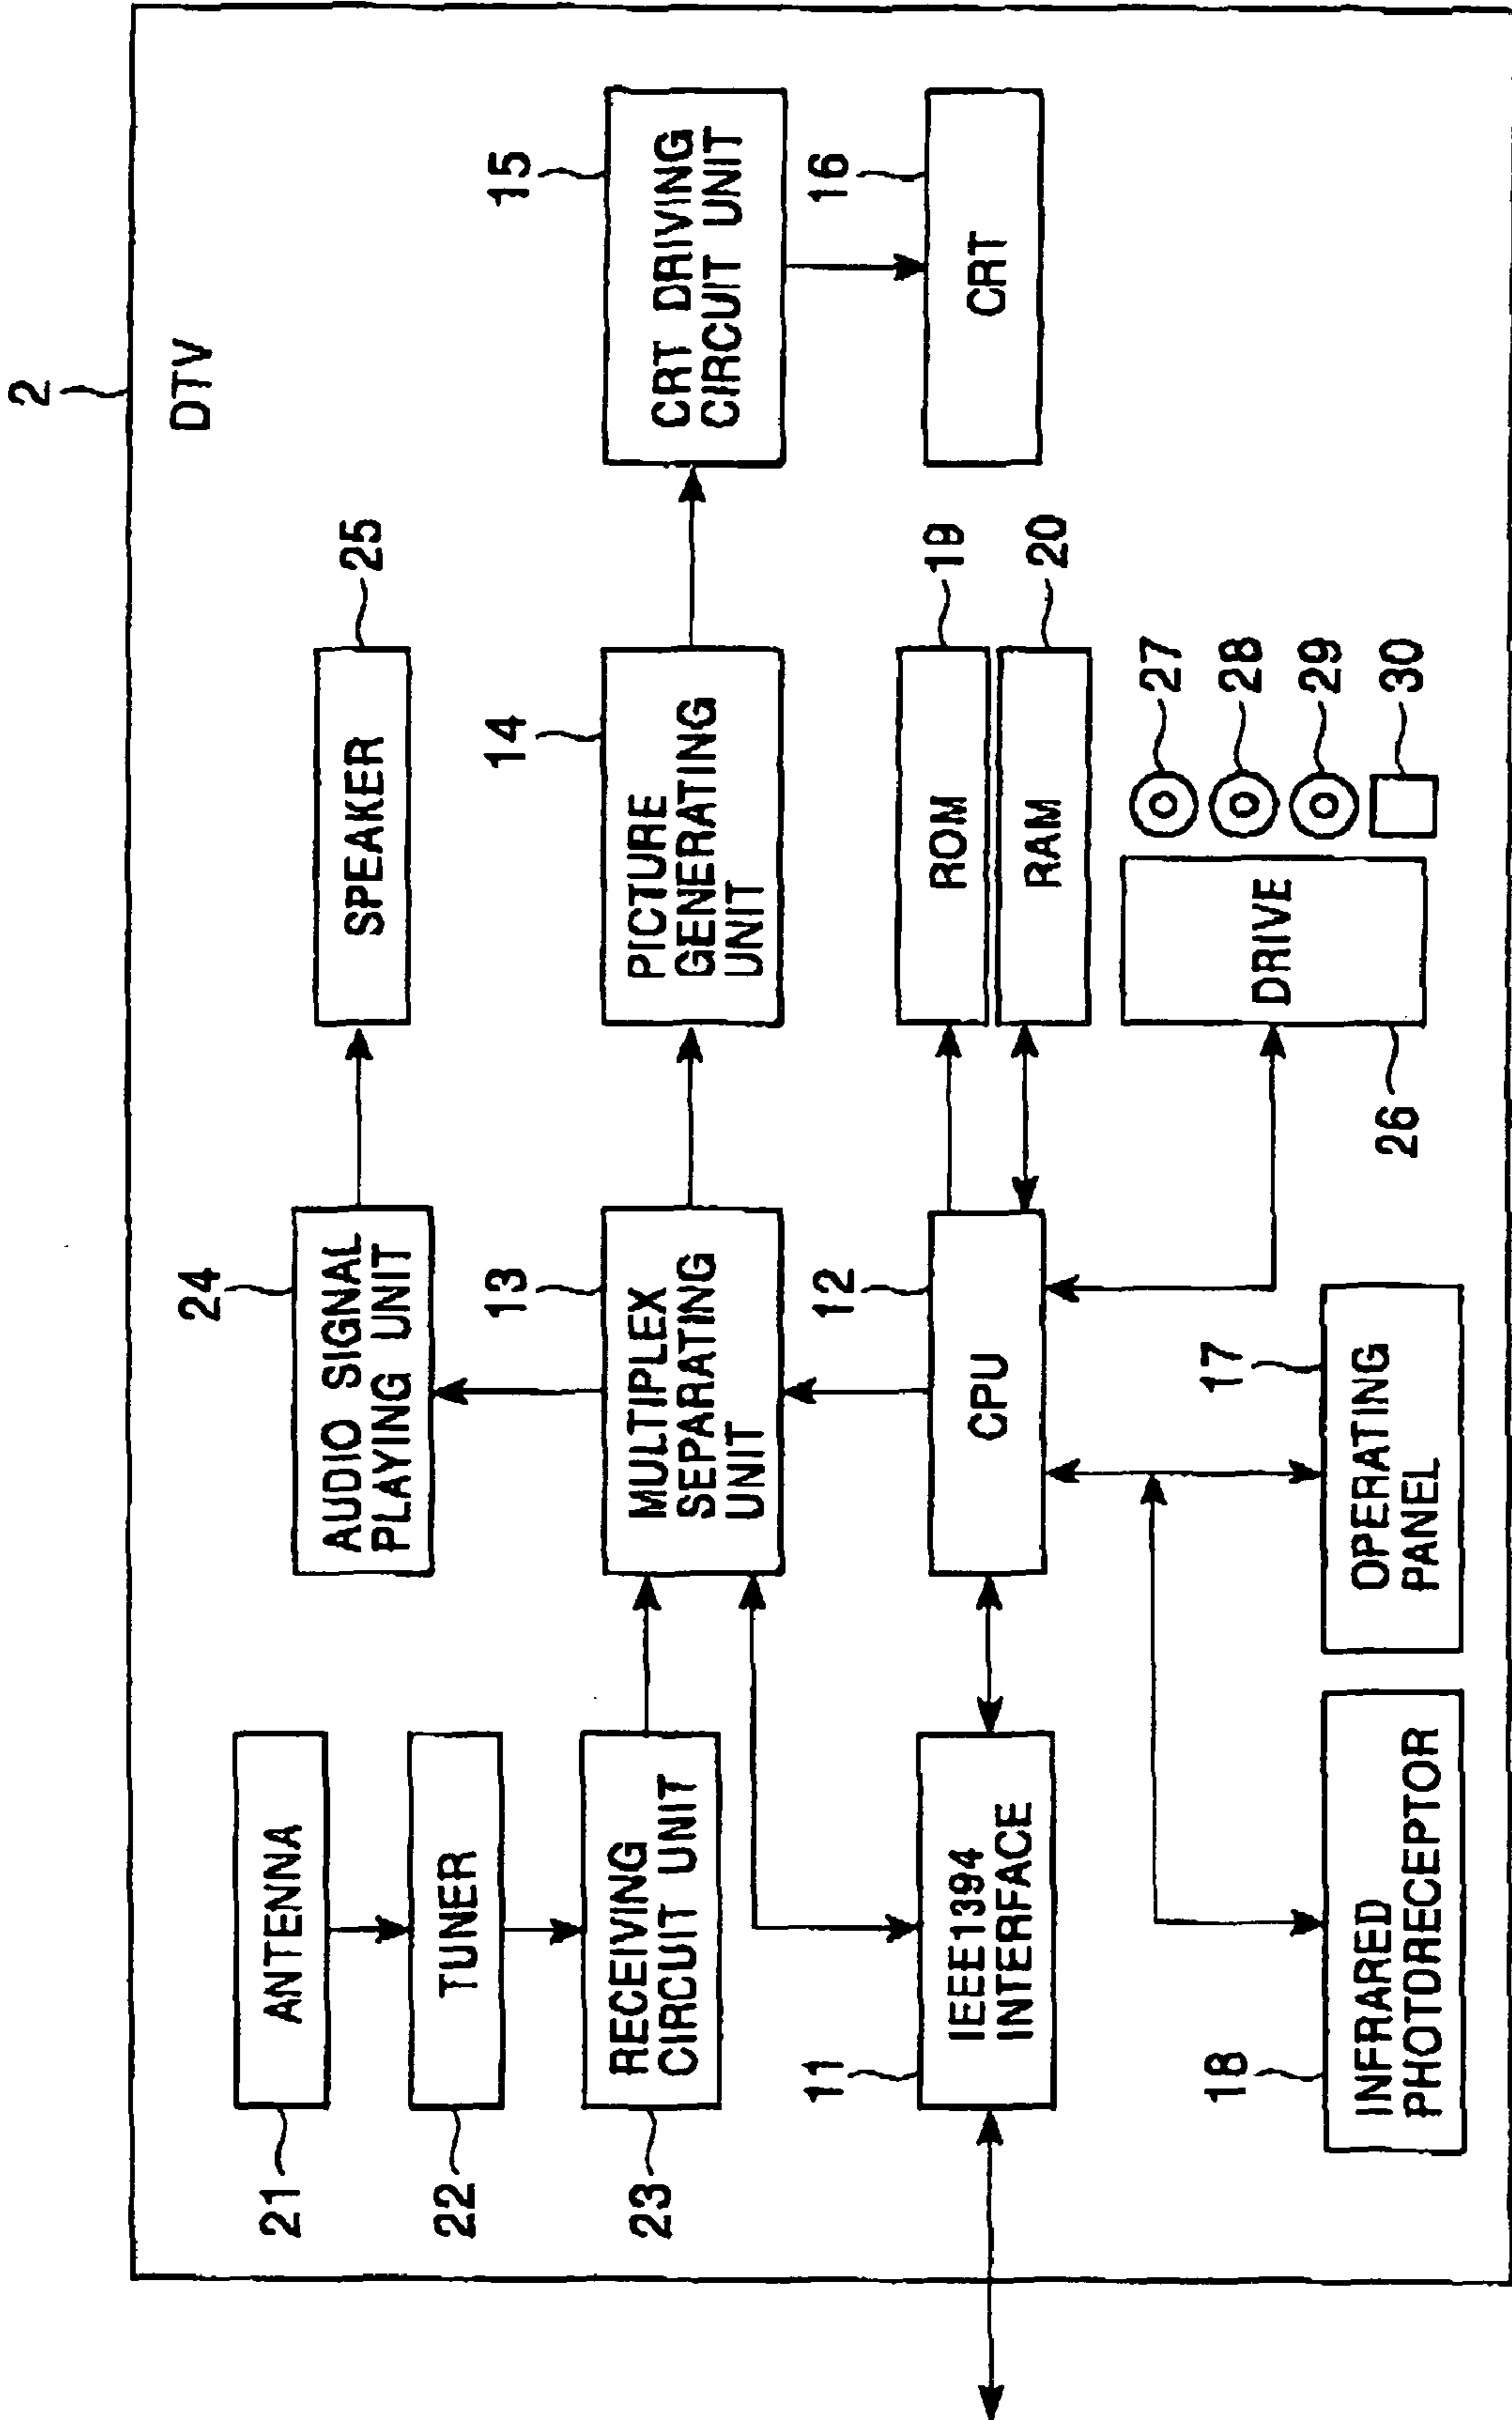 2
DTV
21
ANTENNA
22
TUNER
23
RECEIVING
CIRCUIT UNIT
24
AUDIO SIGNAL
PLAYING UNIT
25
SPEAKER
13
MULTIPLEX
SEPARATING
UNIT
14
PICTURE
GENERATING
UNIT
15
CRT DRIVING
CIRCUIT UNIT
16
CRT
11
IEEE1394
INTERFACE
12
CPU
19
ROM
20
RAM
18
INFRARED
PHOTORECEPTOR
17
OPERATING
PANEL
26
DRIVE
27
28
29
30